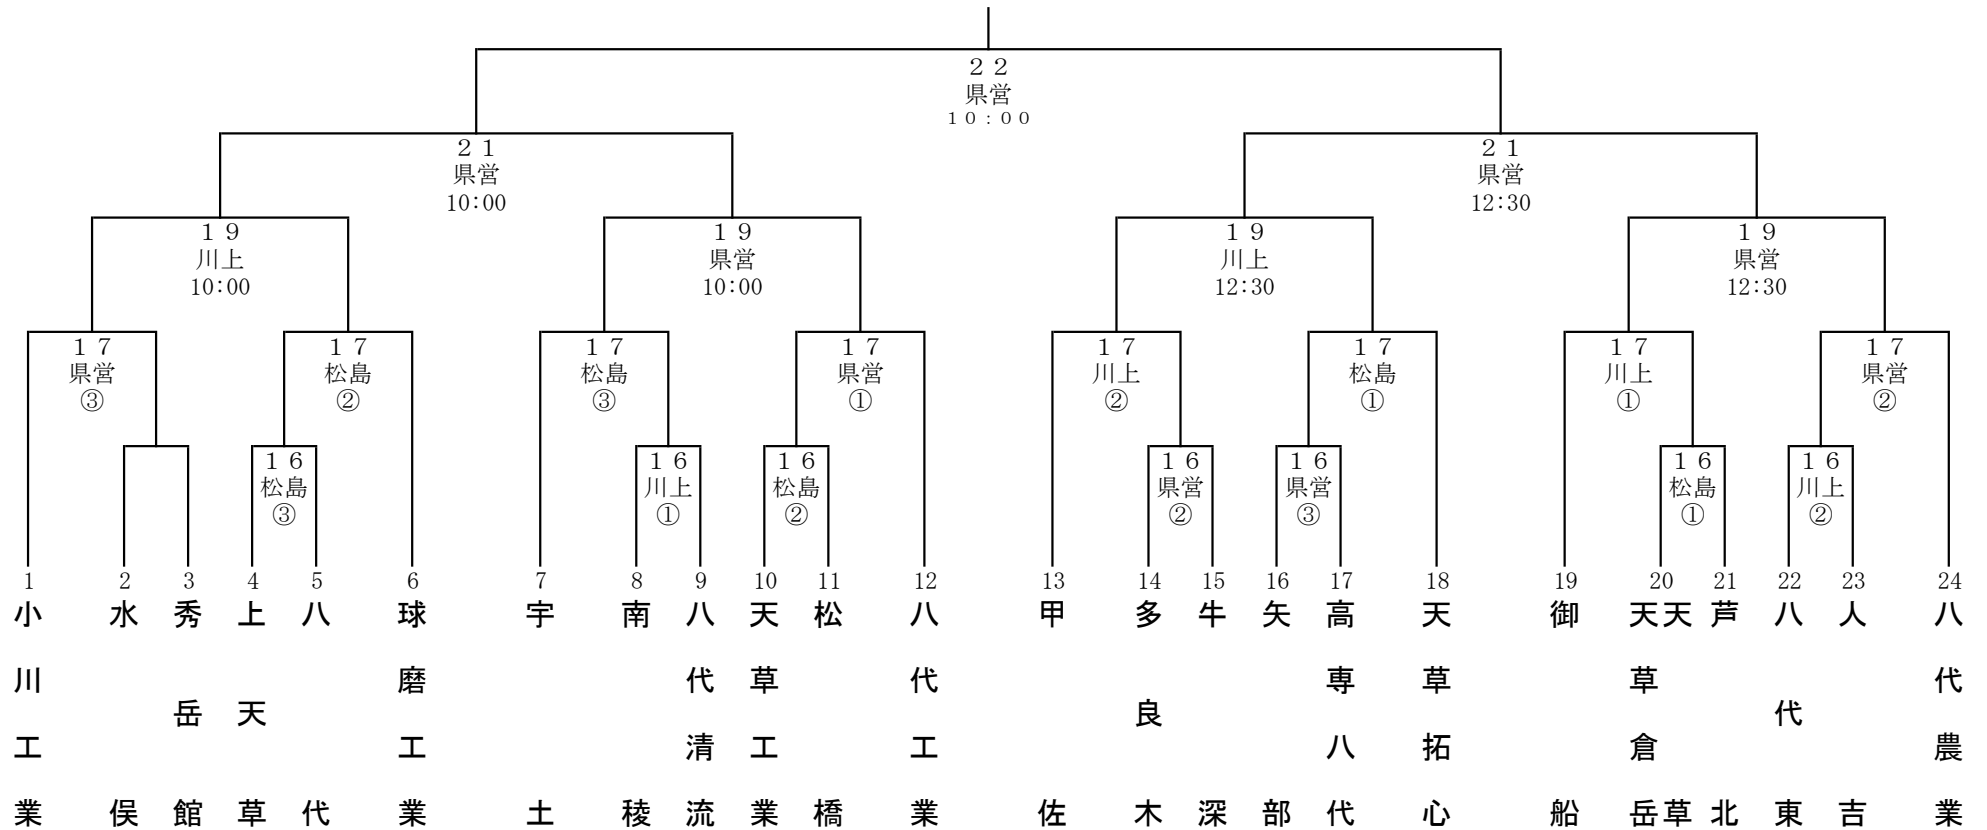 ２２
県営
１０：００
２１
県営
10:00
２１
県営
12:30
１９
川上
10:00
１９
県営
10:00
１９
川上
12:30
１９
県営
12:30
１７
県営
③
１７
松島
②
１７
松島
③
１７
県営
①
１７
川上
②
１７
松島
①
１７
川上
①
１７
県営
②
１６
松島
③
１６
川上
①
１６
松島
②
１６
県営
②
１６
県営
③
１６
松島
①
１６
川上
②
1
小川工業
2
水俣
3
秀岳館
4
上天草
5
八代
6
球磨工業
7
宇土
8
南稜
9
八代清流
10
天草工業
11
松橋
12
八代工業
13
甲佐
14
多良木
15
牛深
16
矢部
17
高専八代
18
天草拓心
19
御船
20
天草倉岳
天草
21
芦北
22
八代東
23
人吉
24
八代農業